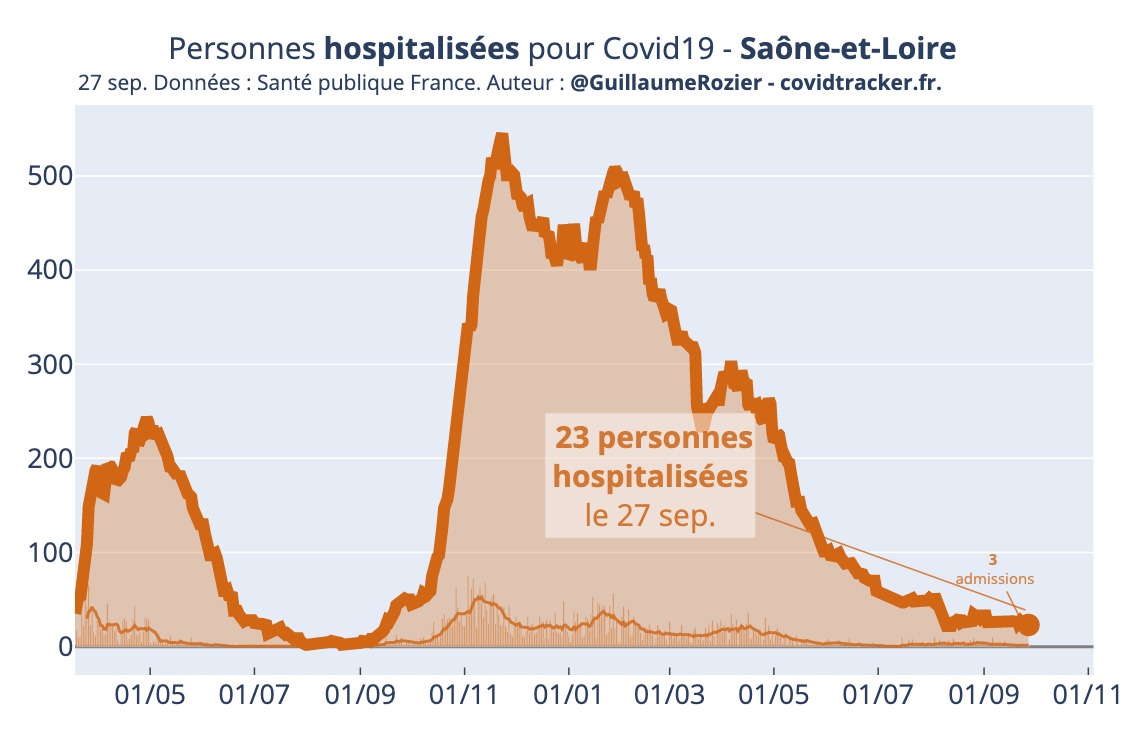 Personnes hospitalisées pour Covid19 - Saône-et-Loire
27 sep. Données : Santé publique France. Auteur : @GuillaumeRozier - covidtracker.fr.
500
400
300
200
100
0
23 personnes
hospitalisées
le 27 sep.
3
admissions
01/05 01/07 01/09 01/11 01/01 01/03 01/05 01/07 01/09 01/11